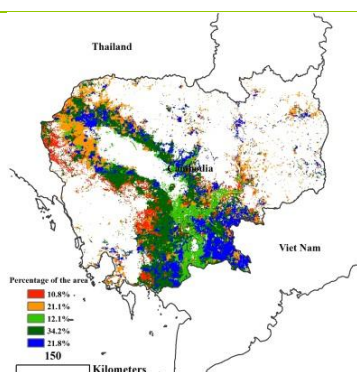 Thailand
Cambodia
Viet Nam
Percentage of the area
10.8%
21.1%
12.1%
34.2%
21.8%
150
Kilometers